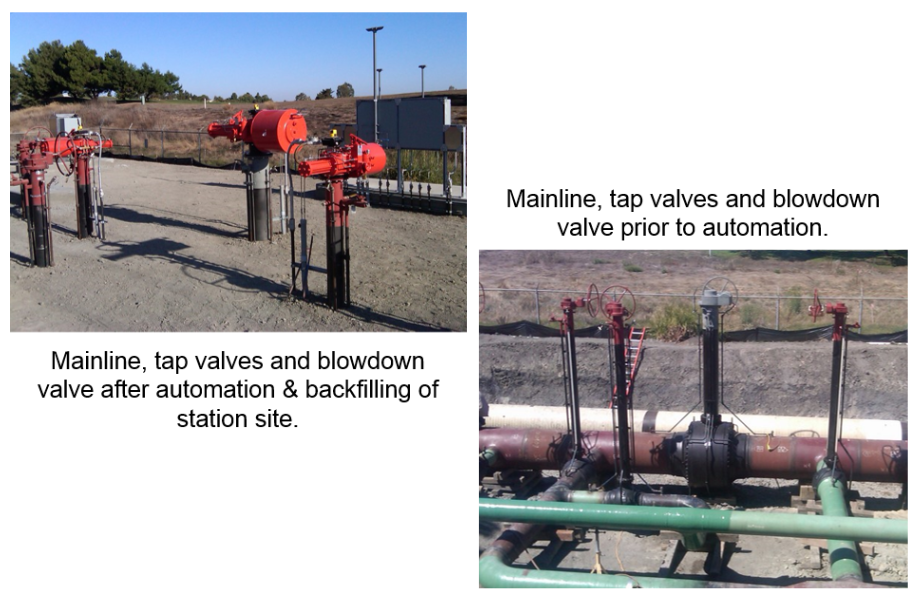 Mainline, tap valves and blowdown
valve prior to automation.
Mainline, tap valves and blowdown
valve after automation & backfilling of
station site.